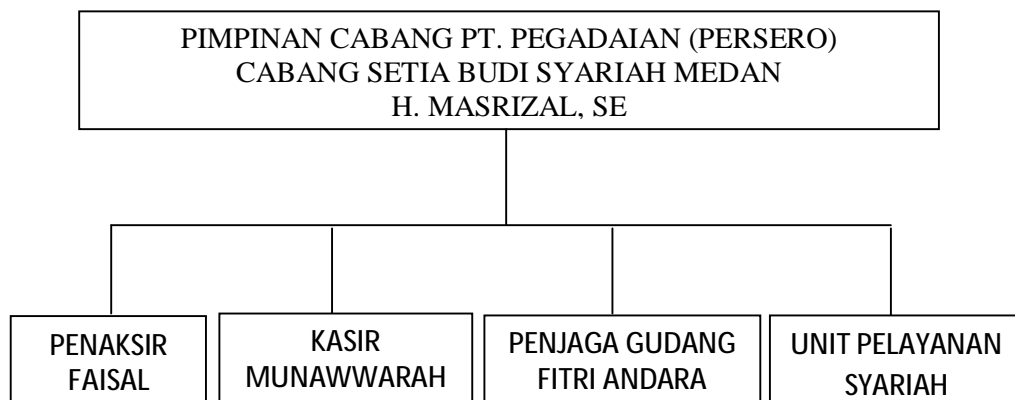 PIMPINAN CABANG PT. PEGADAIAN (PERSERO)
CABANG SETIA BUDI SYARIAH MEDAN
H. MASRIZAL, SE
PENAKSIR
FAISAL
KASIR
MUNAWWARAH
PENJAGA GUDANG
FITRI ANDARA
UNIT PELAYANAN
SYARIAH